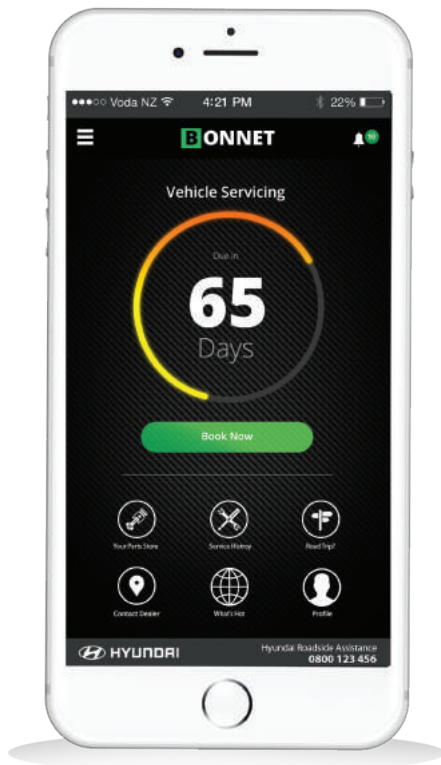 ●●●○○ Voda NZ 4:21 PM 22%
BONNET 10
Vehicle Servicing
Due in
65
Days
Book Now
Your Parts Store Service Histroy Road Trip?
Contact Dealer What's Hot Profile
HYUNDAI Hyundai Roadside Assistance
0800 123 456